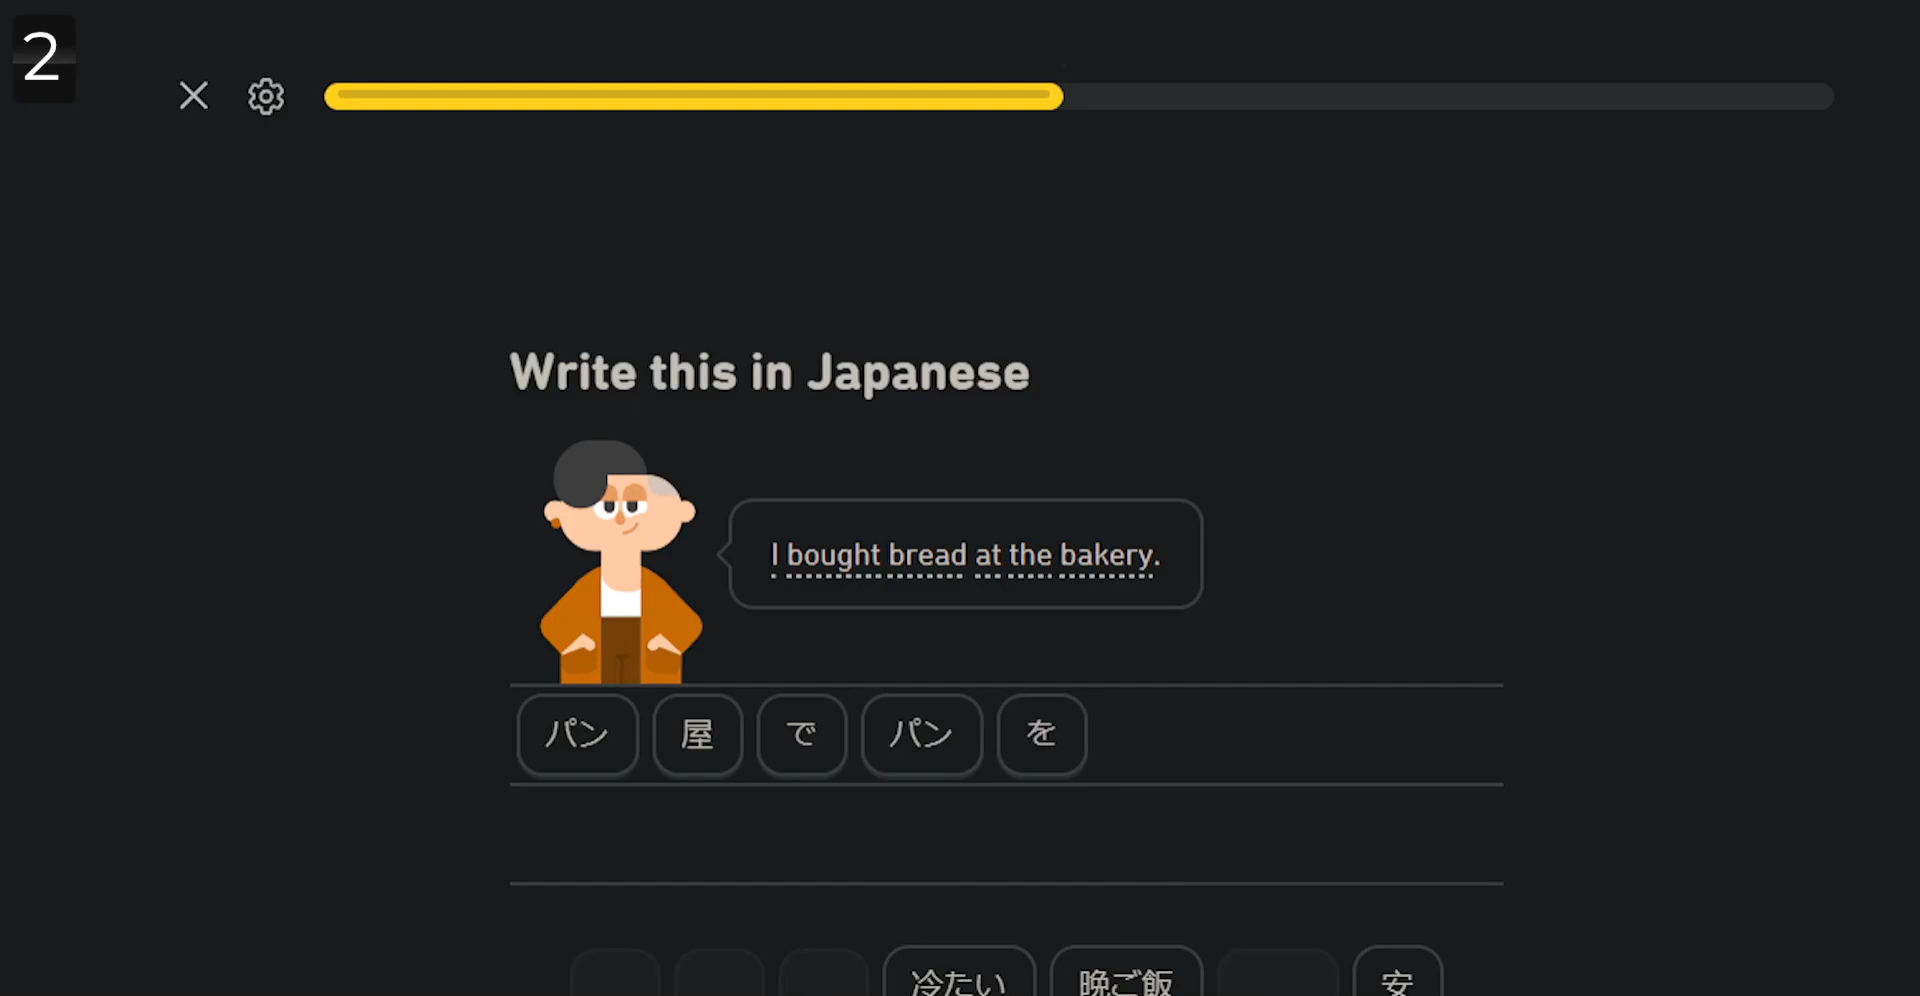 2
Write this in Japanese
I bought bread at the bakery.
パン 屋 で パン を
冷たい 晩ご飯 安